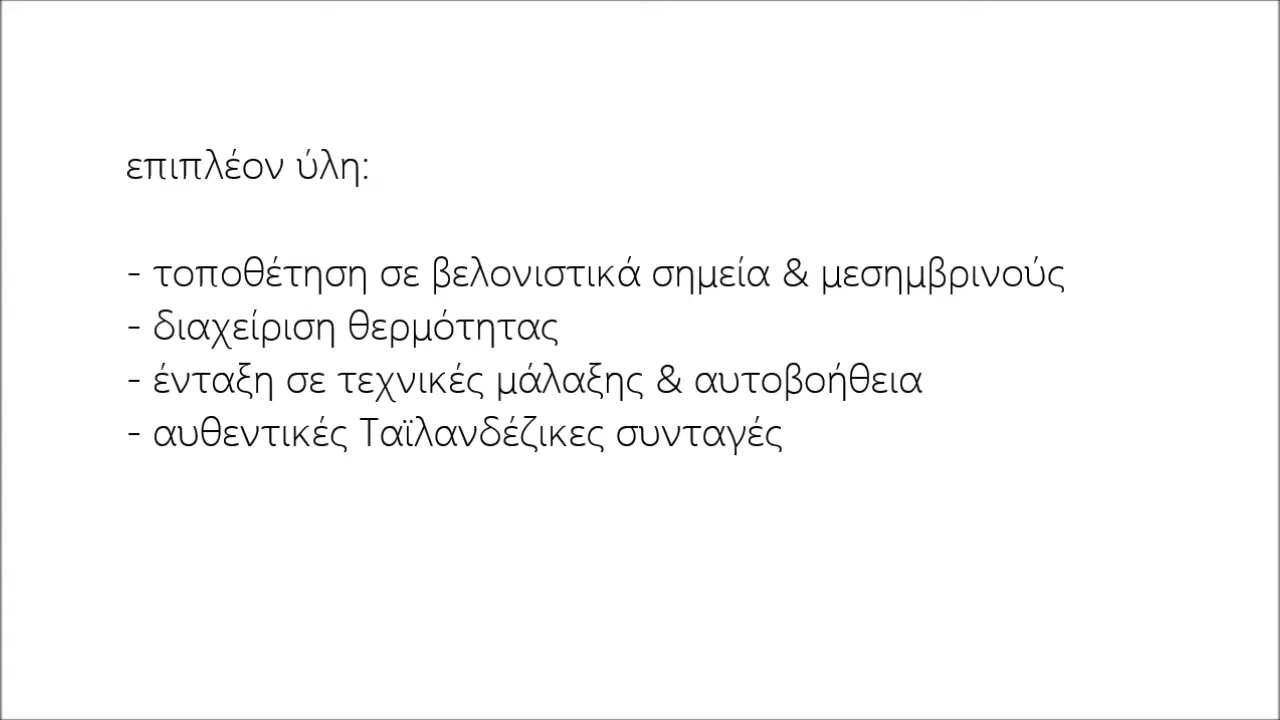 επιπλέον ύλη:
- τοποθέτηση σε βελονιστικά σημεία & μεσημβρινούς
- διαχείριση θερμότητας
- ένταξη σε τεχνικές μάλαξης & αυτοβοήθεια
- αυθεντικές Ταϊλανδέζικες συνταγές